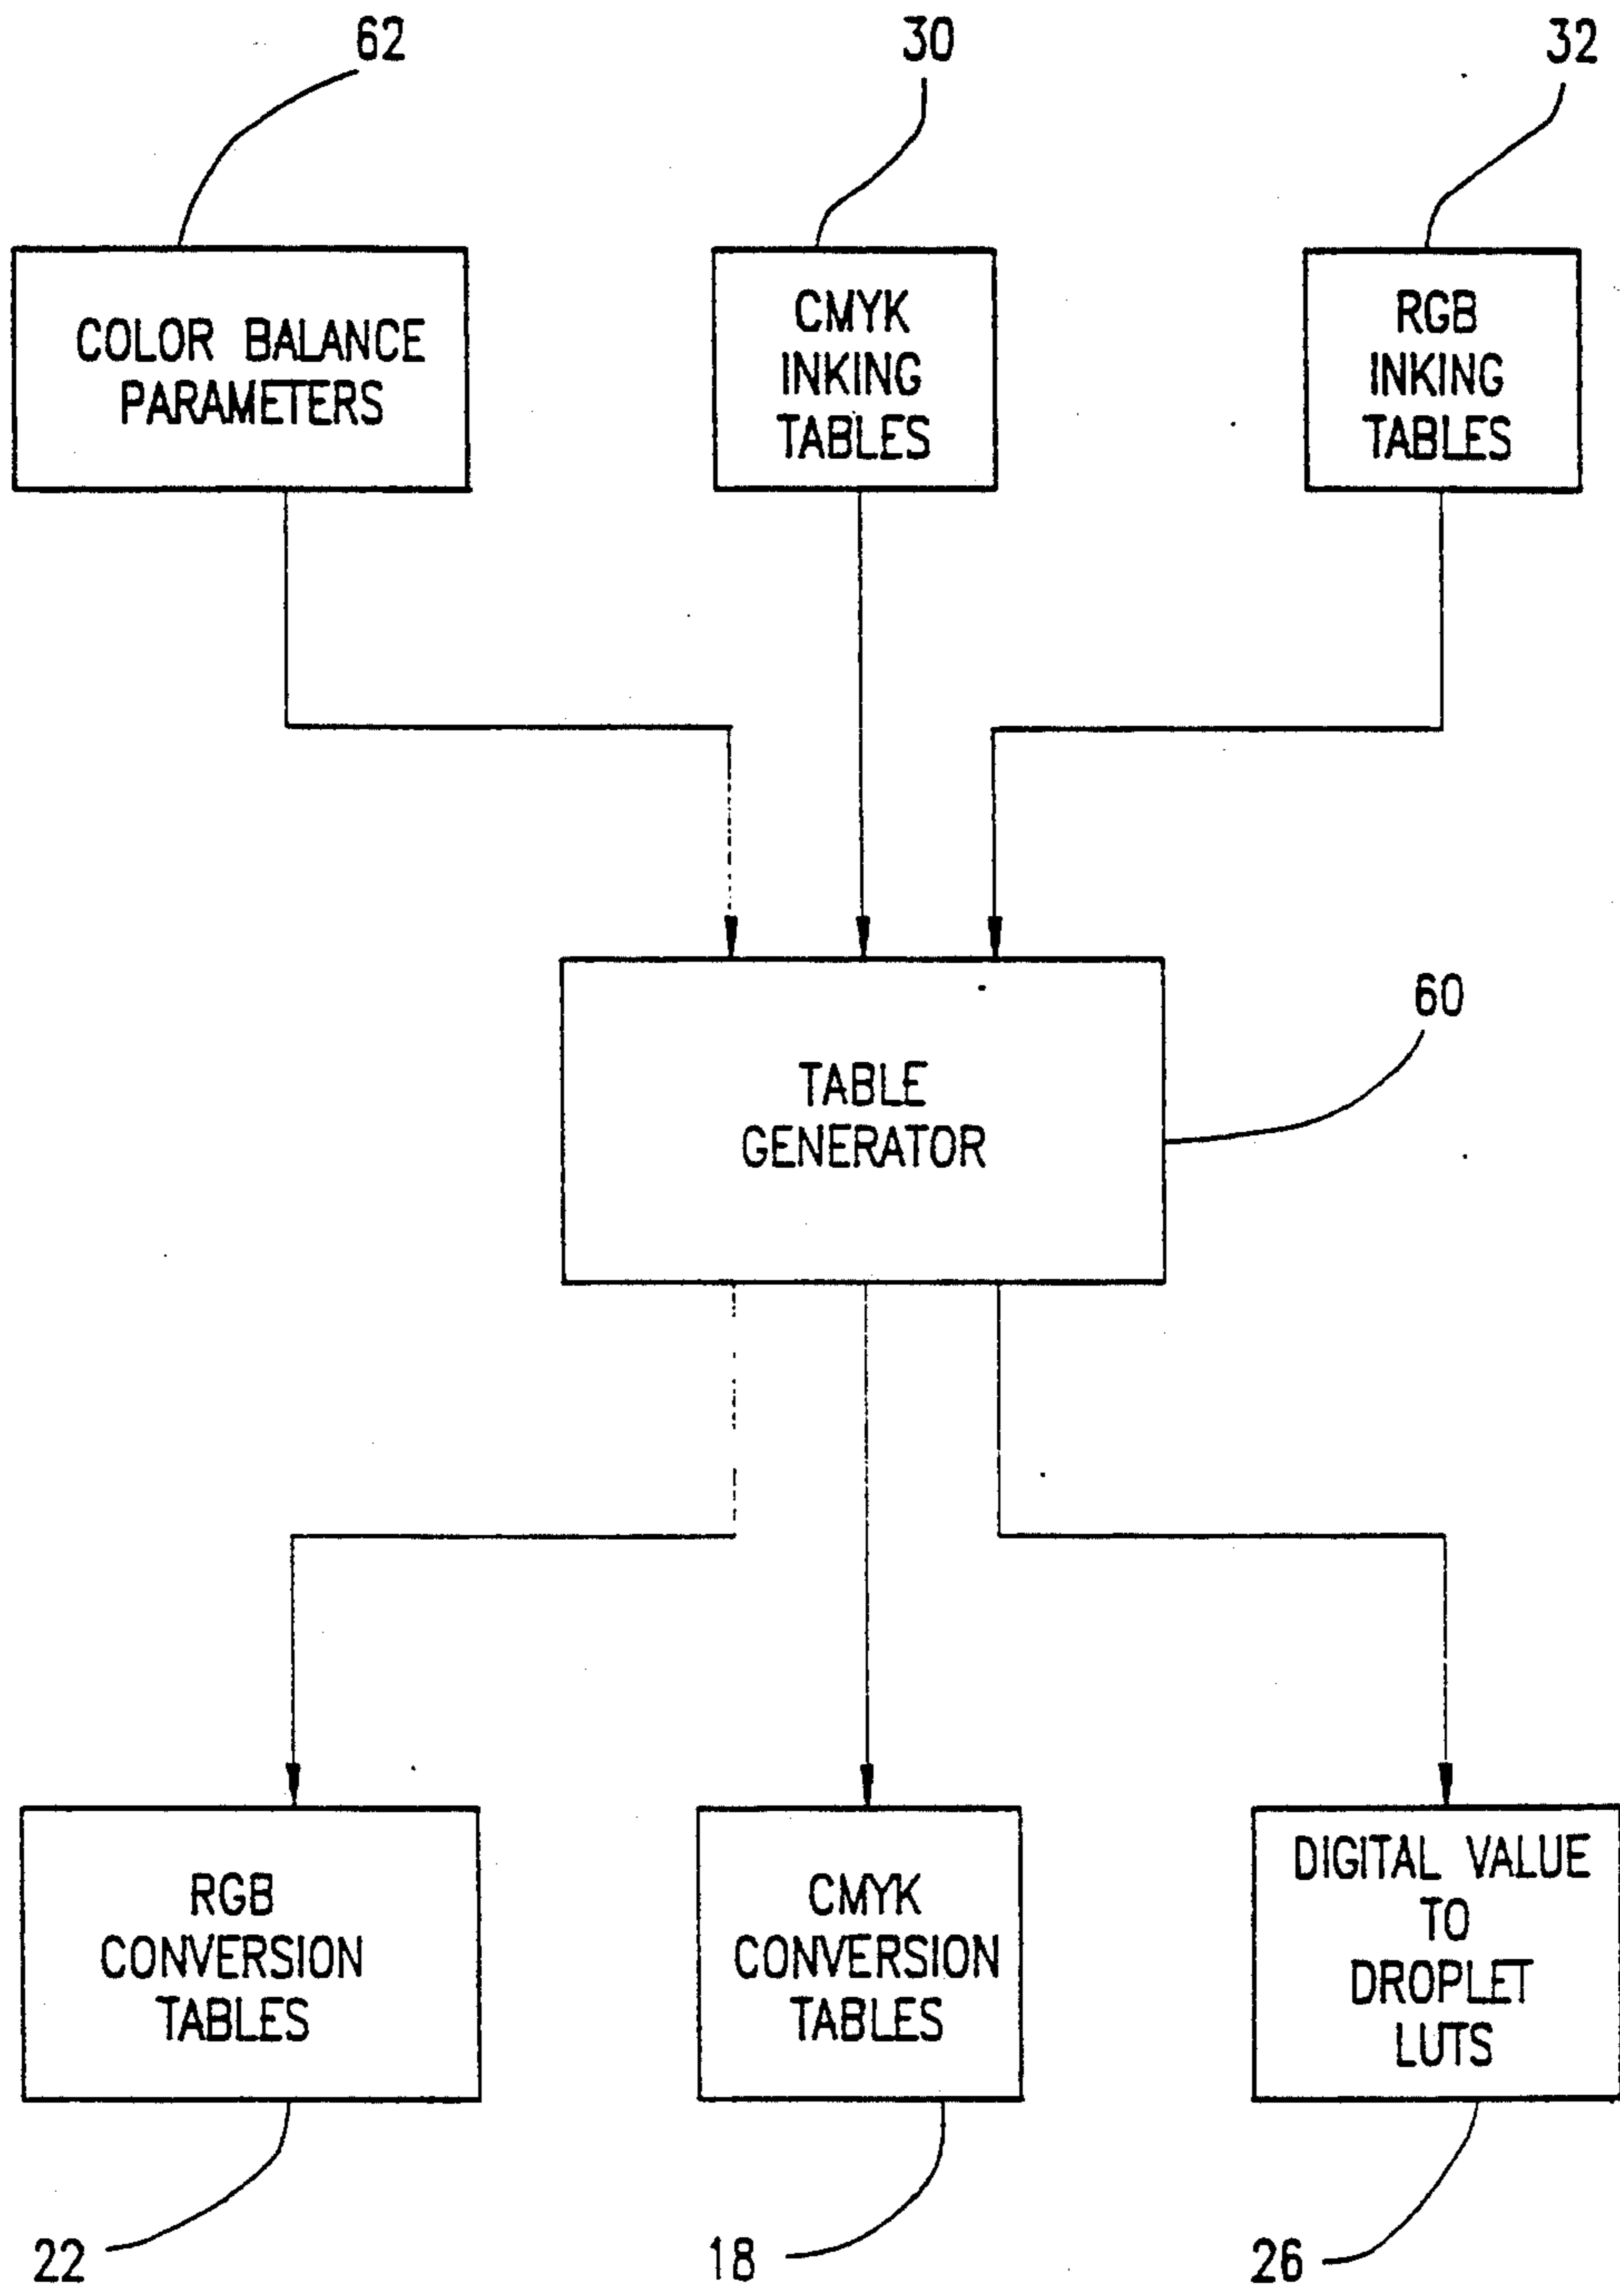 62
30
32
COLOR BALANCE
PARAMETERS
CMYK
INKING
TABLES
RGB
INKING
TABLES
60
TABLE
GENERATOR
RGB
CONVERSION
TABLES
CMYK
CONVERSION
TABLES
DIGITAL VALUE
TO
DROPLET
LUTS
22
18
26